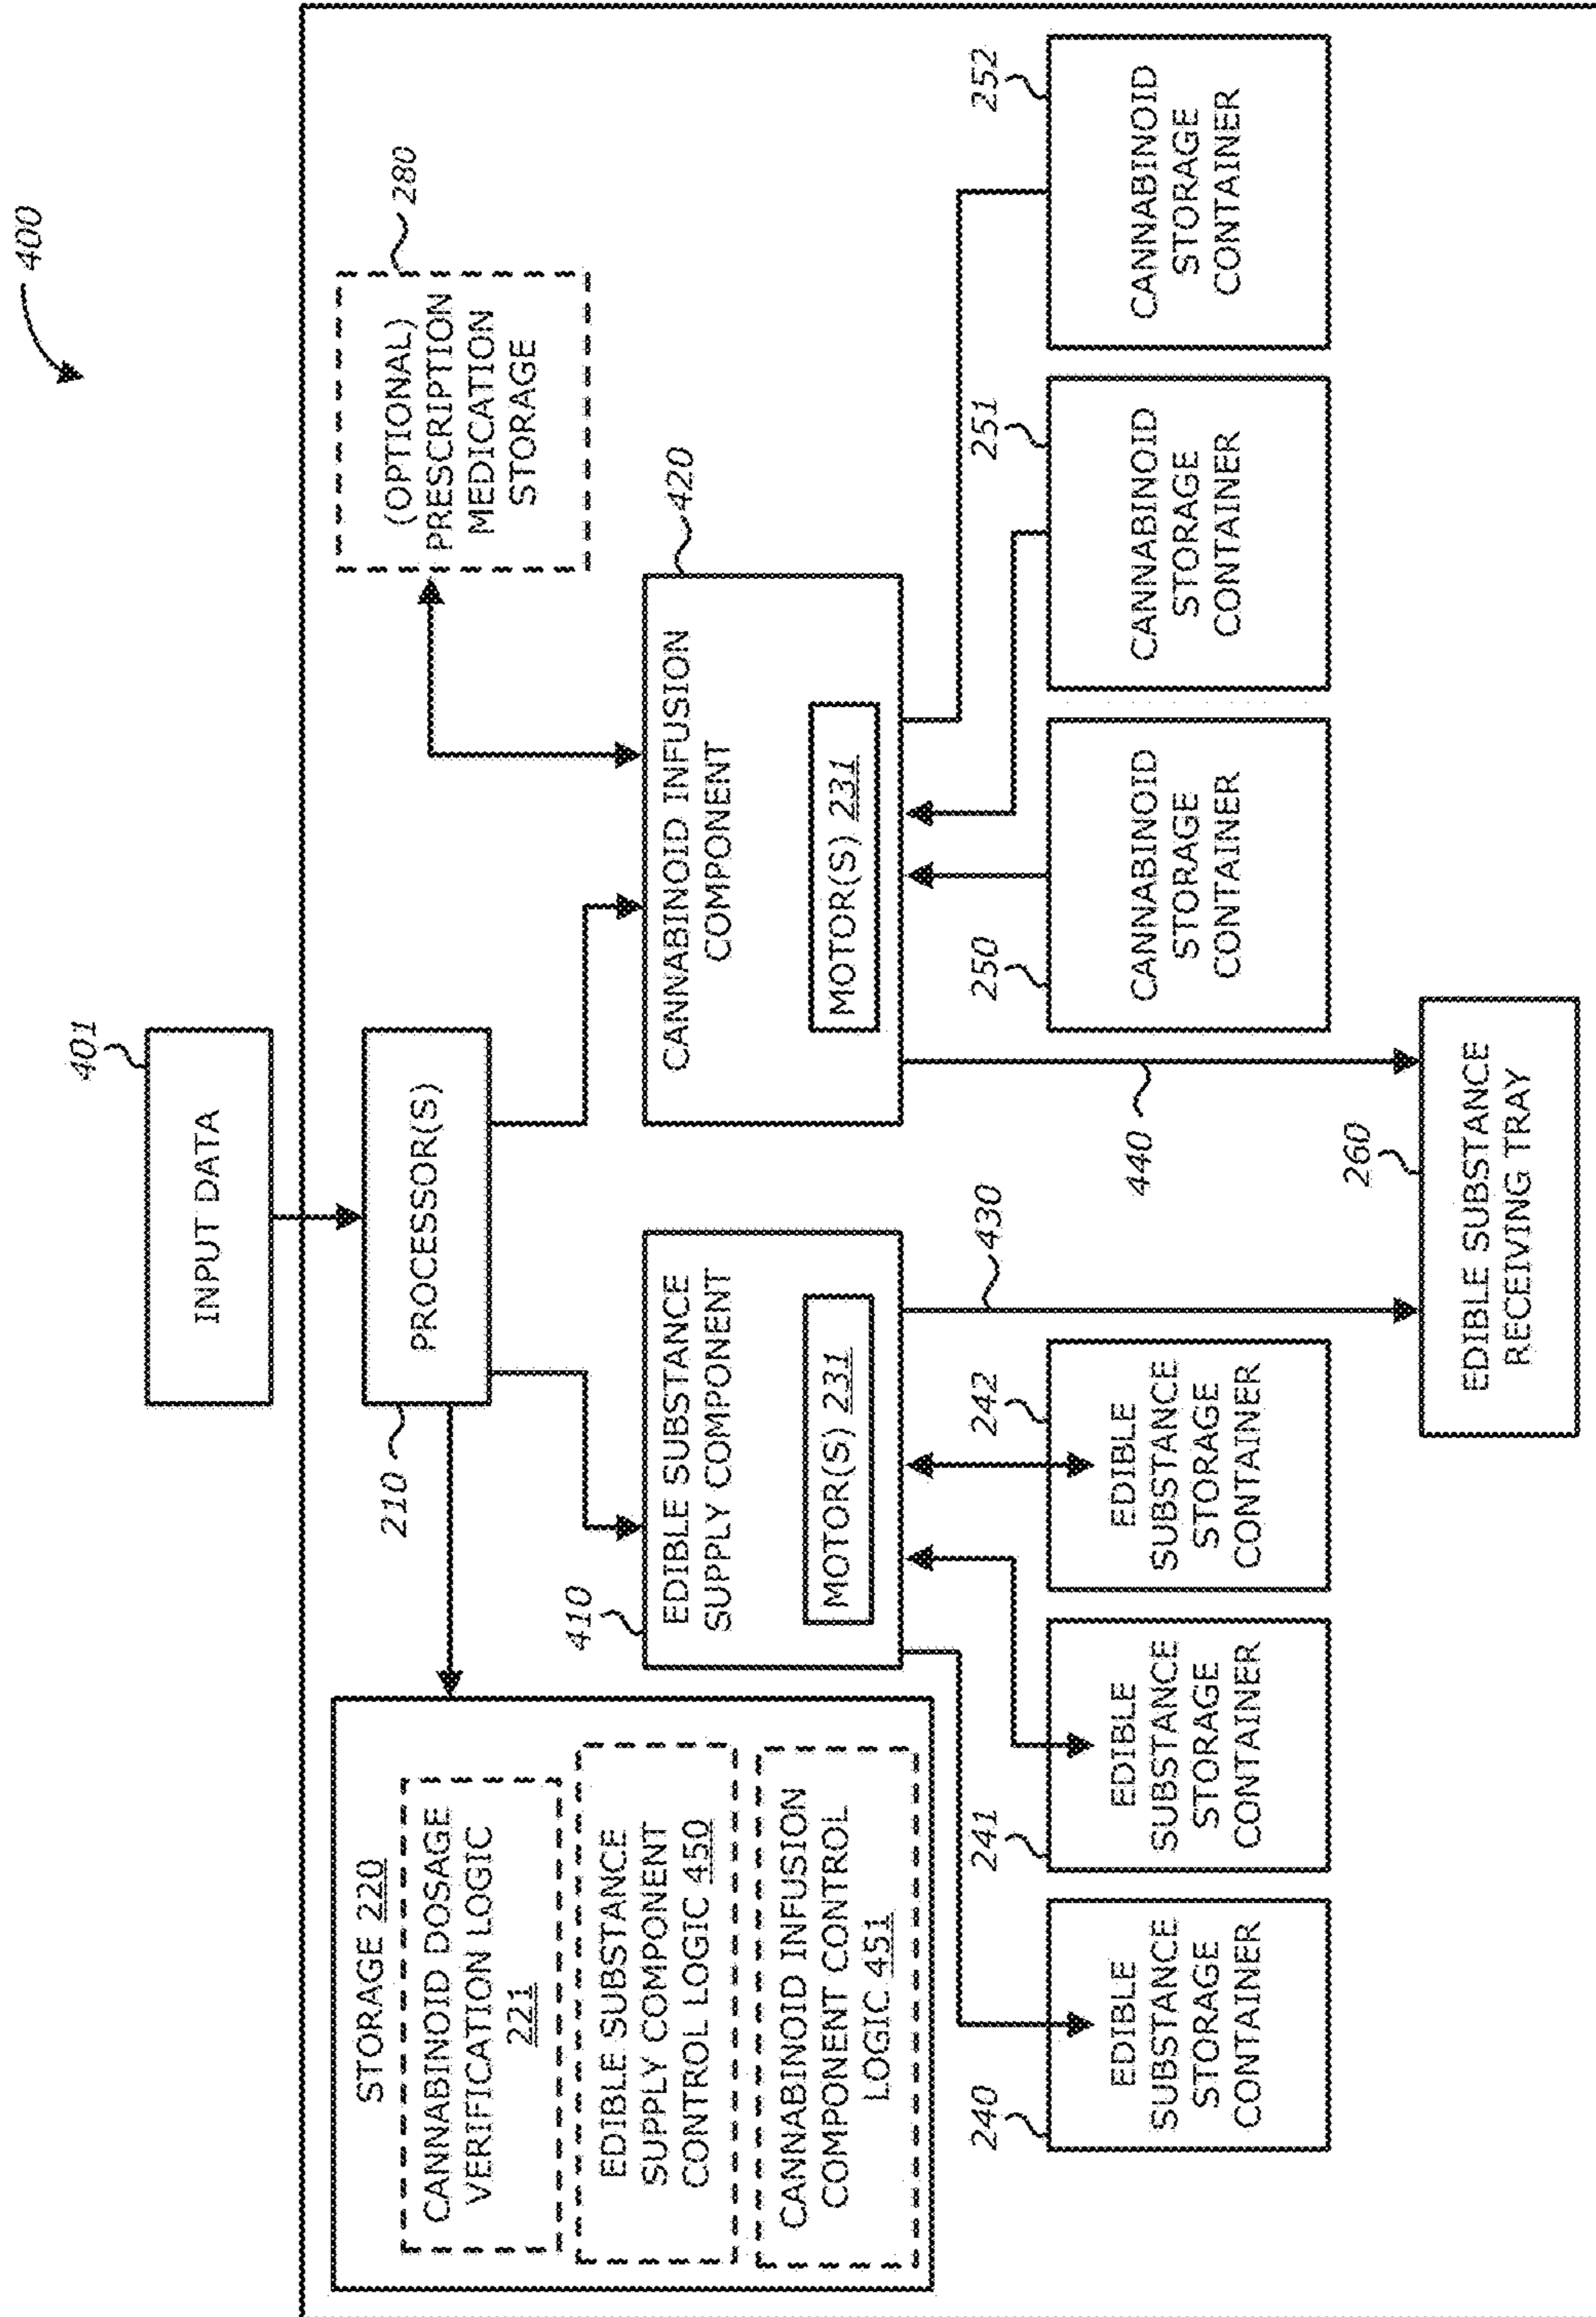 400
401
INPUT DATA
210
PROCESSOR(S)
(OPTIONAL)
PRESCRIPTION
MEDICATION
STORAGE
280
STORAGE 220
CANNABINOID DOSAGE
VERIFICATION LOGIC
221
EDIBLE SUBSTANCE
SUPPLY COMPONENT
CONTROL LOGIC 450
CANNABINOID INFUSION
COMPONENT CONTROL
LOGIC 451
410
EDIBLE SUBSTANCE
SUPPLY COMPONENT
MOTOR(S) 231
420
CANNABINOID INFUSION
COMPONENT
MOTOR(S) 231
240
EDIBLE
SUBSTANCE
STORAGE
CONTAINER
241
EDIBLE
SUBSTANCE
STORAGE
CONTAINER
242
EDIBLE
SUBSTANCE
STORAGE
CONTAINER
430
440
250
CANNABINOID
STORAGE
CONTAINER
251
CANNABINOID
STORAGE
CONTAINER
252
CANNABINOID
STORAGE
CONTAINER
260
EDIBLE SUBSTANCE
RECEIVING TRAY